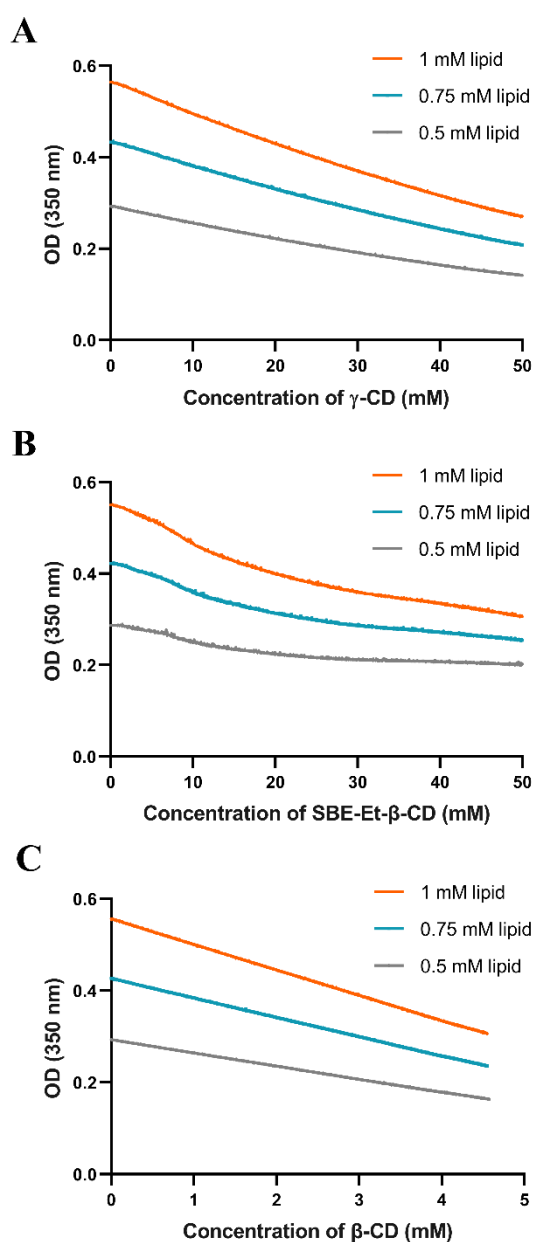 A
0.6
0.4
0.2
0.0
OD (350 nm)
1 mM lipid
0.75 mM lipid
0.5 mM lipid
0 10 20 30 40 50
Concentration of γ-CD (mM)
B
0.6
0.4
0.2
0.0
OD (350 nm)
1 mM lipid
0.75 mM lipid
0.5 mM lipid
0 10 20 30 40 50
Concentration of SBE-Et-β-CD (mM)
C
0.6
0.4
0.2
0.0
OD (350 nm)
1 mM lipid
0.75 mM lipid
0.5 mM lipid
0 1 2 3 4 5
Concentration of β-CD (mM)